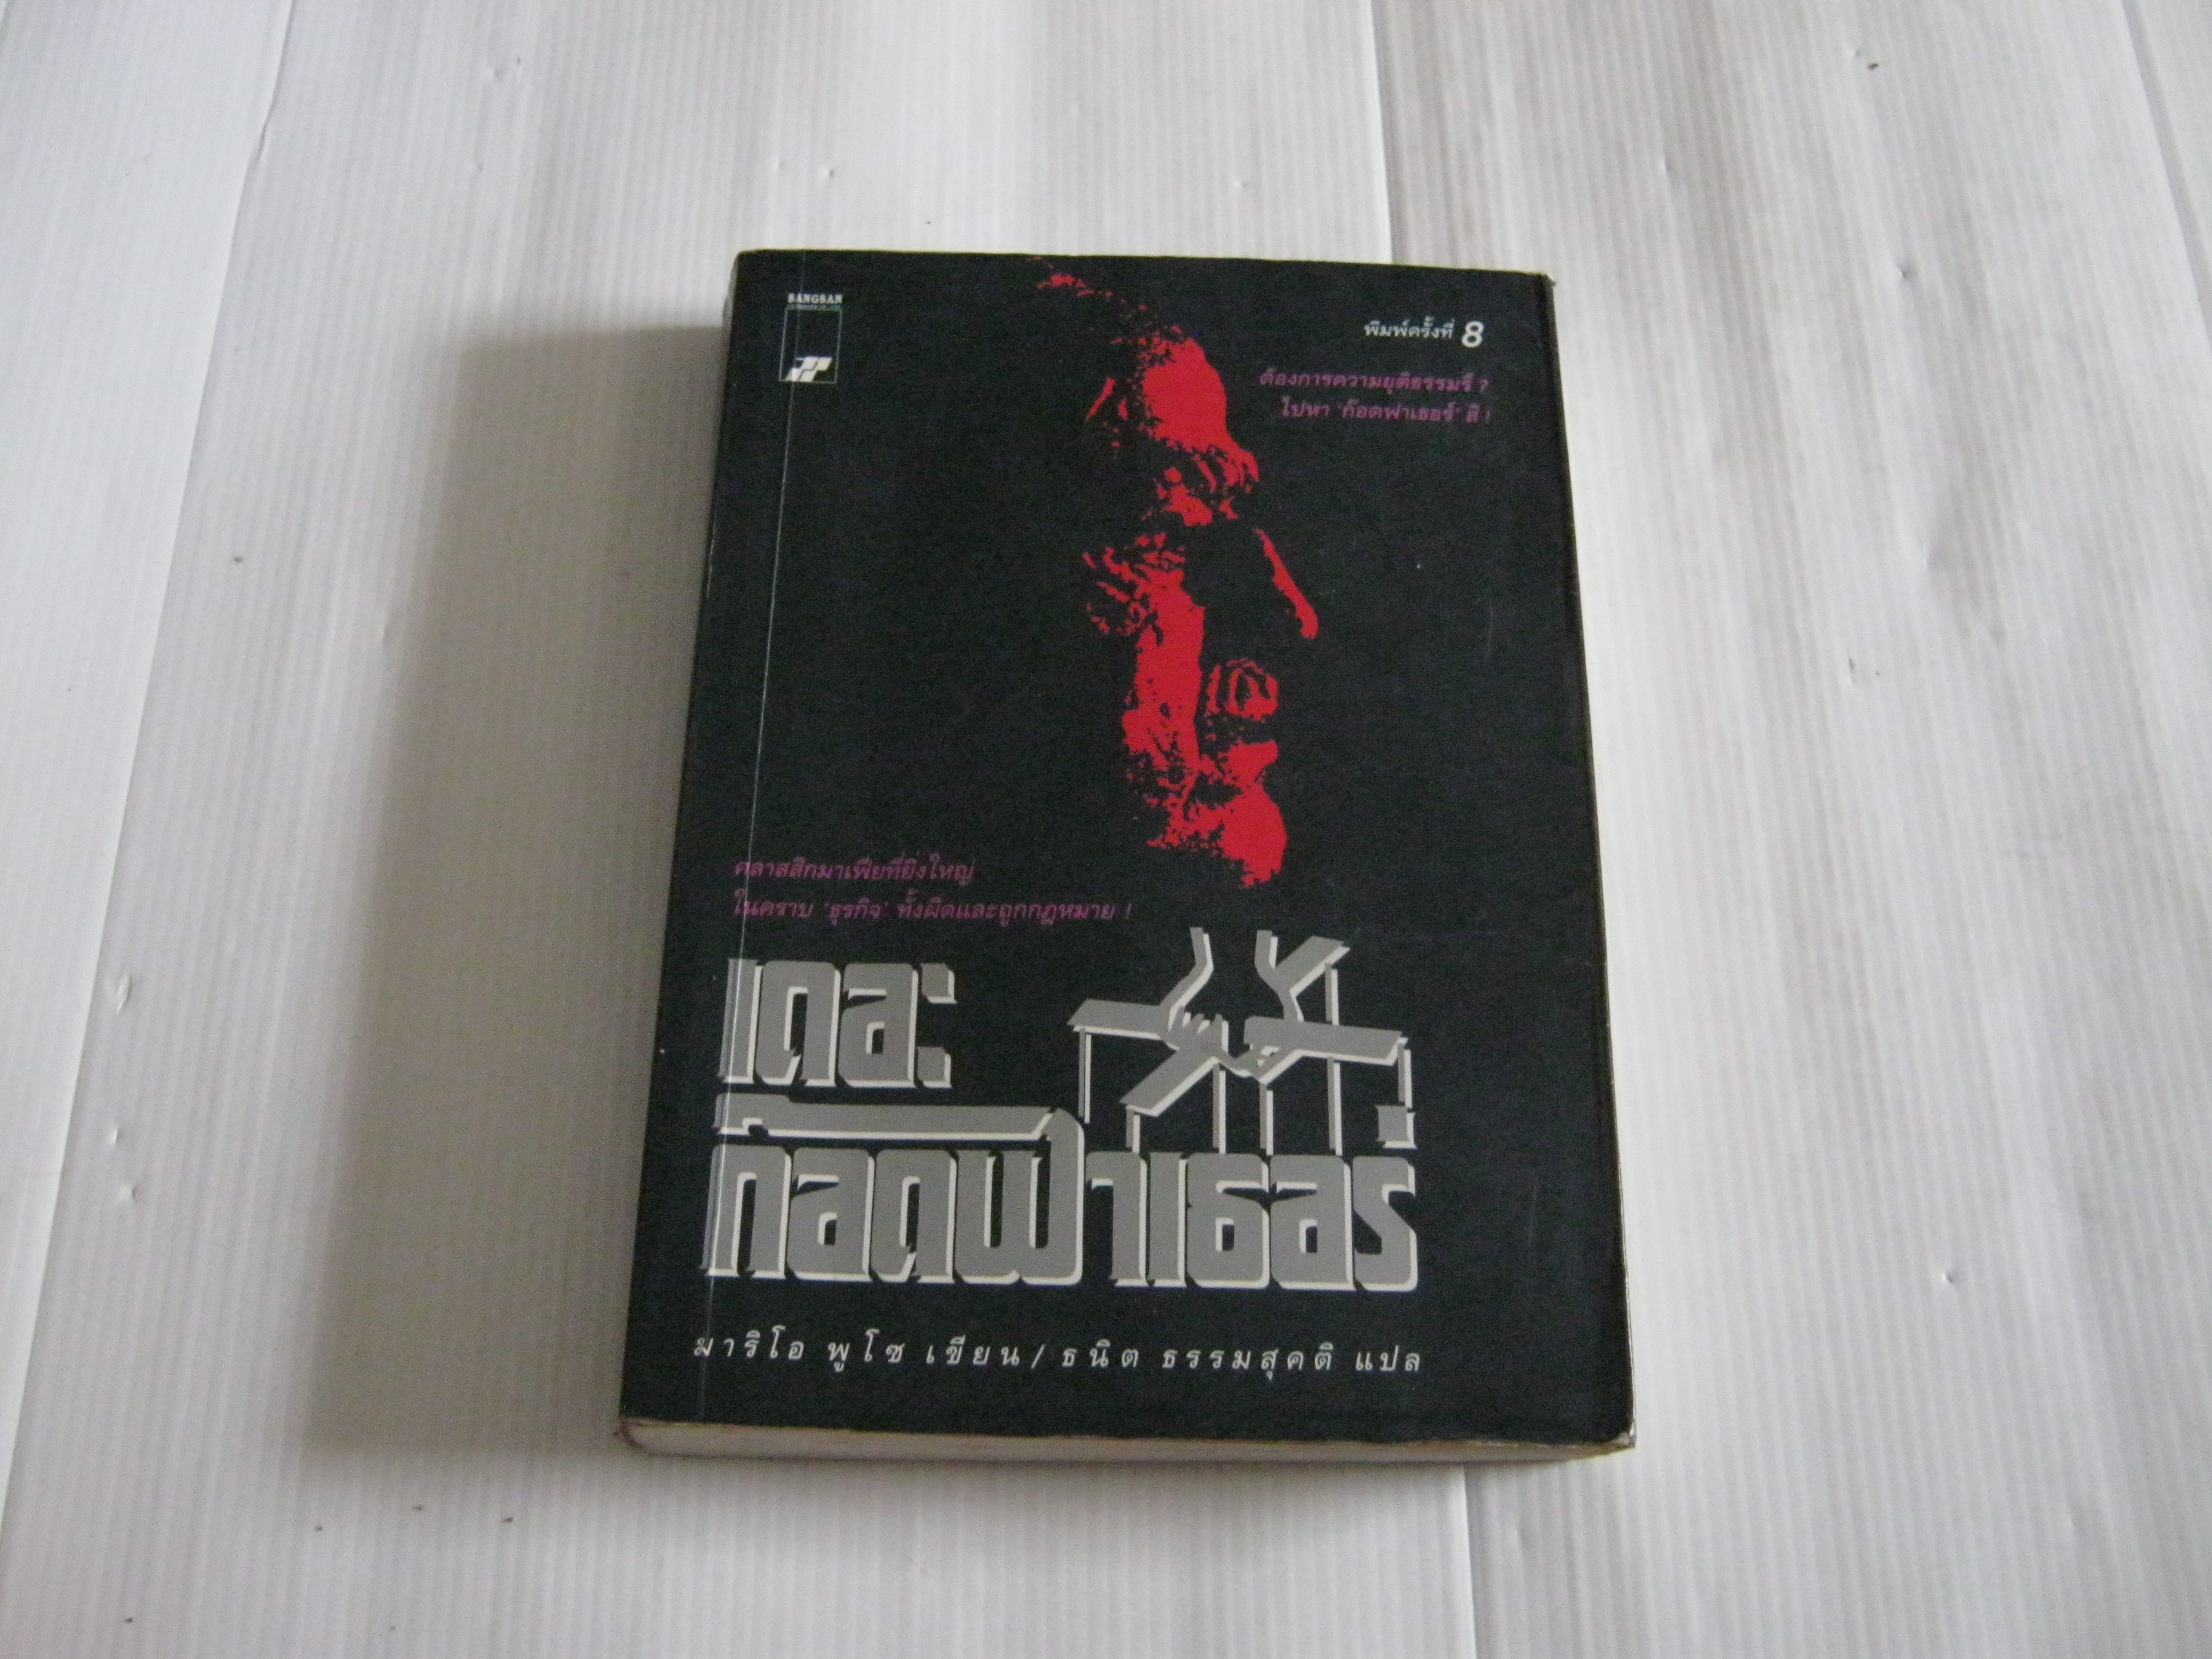 SANGSAN
พิมพ์ครั้งที่ 8
ต้องการความยุติธรรมรึ ?
ไปหา 'ก๊อดฟาเธอร์' สิ !
คลาสสิกมาเฟียที่ยิ่งใหญ่
ในคราบ 'ธุรกิจ' ทั้งผิดและถูกกฎหมาย !
เดอะ
ก๊อดฟาเธอร์
มาริโอ พูโซ เขียน / ธนิต ธรรมสุคติ แปล